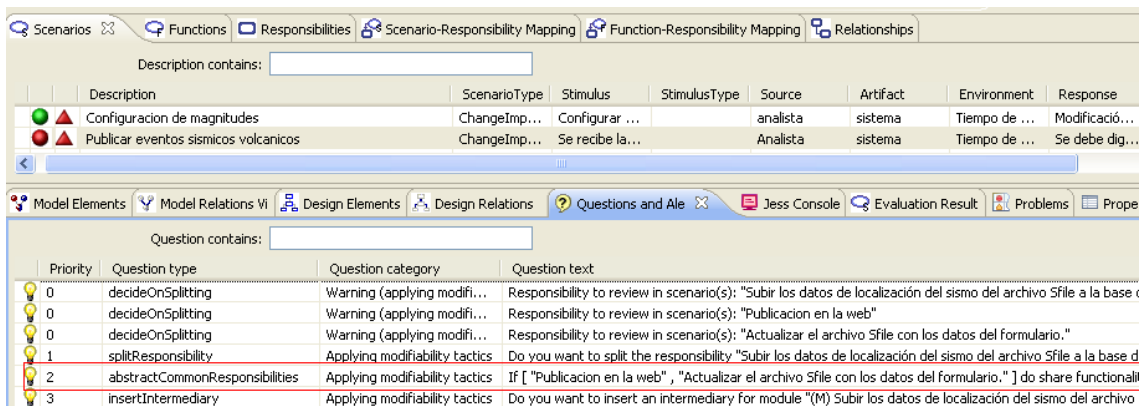 Scenarios Functions Responsibilities Scenario-Responsibility Mapping Function-Responsibility Mapping Relationships
Description contains:
Description ScenarioType Stimulus StimulusType Source Artifact Environment Response
Configuracion de magnitudes ChangeImp... Configurar ... analista sistema Tiempo de ... Modificació...
Publicar eventos sismicos volcanicos ChangeImp... Se recibe la... Analista sistema Tiempo de ... Se debe dig...
Model Elements Model Relations Vi Design Elements Design Relations Questions and Ale Jess Console Evaluation Result Problems Prope
Question contains:
Priority Question type Question category Question text
0 decideOnSplitting Warning (applying modifi... Responsibility to review in scenario(s): "Subir los datos de localización del sismo del archivo Sfile a la base
0 decideOnSplitting Warning (applying modifi... Responsibility to review in scenario(s): "Publicacion en la web"
0 decideOnSplitting Warning (applying modifi... Responsibility to review in scenario(s): "Actualizar el archivo Sfile con los datos del formulario."
1 splitResponsibility Applying modifiability tactics Do you want to split the responsibility "Subir los datos de localización del sismo del archivo Sfile a la base d
2 abstractCommonResponsibilities Applying modifiability tactics If [ "Publicacion en la web" , "Actualizar el archivo Sfile con los datos del formulario." ] do share functionali
3 insertIntermediary Applying modifiability tactics Do you want to insert an intermediary for module "(M) Subir los datos de localización del sismo del archivo